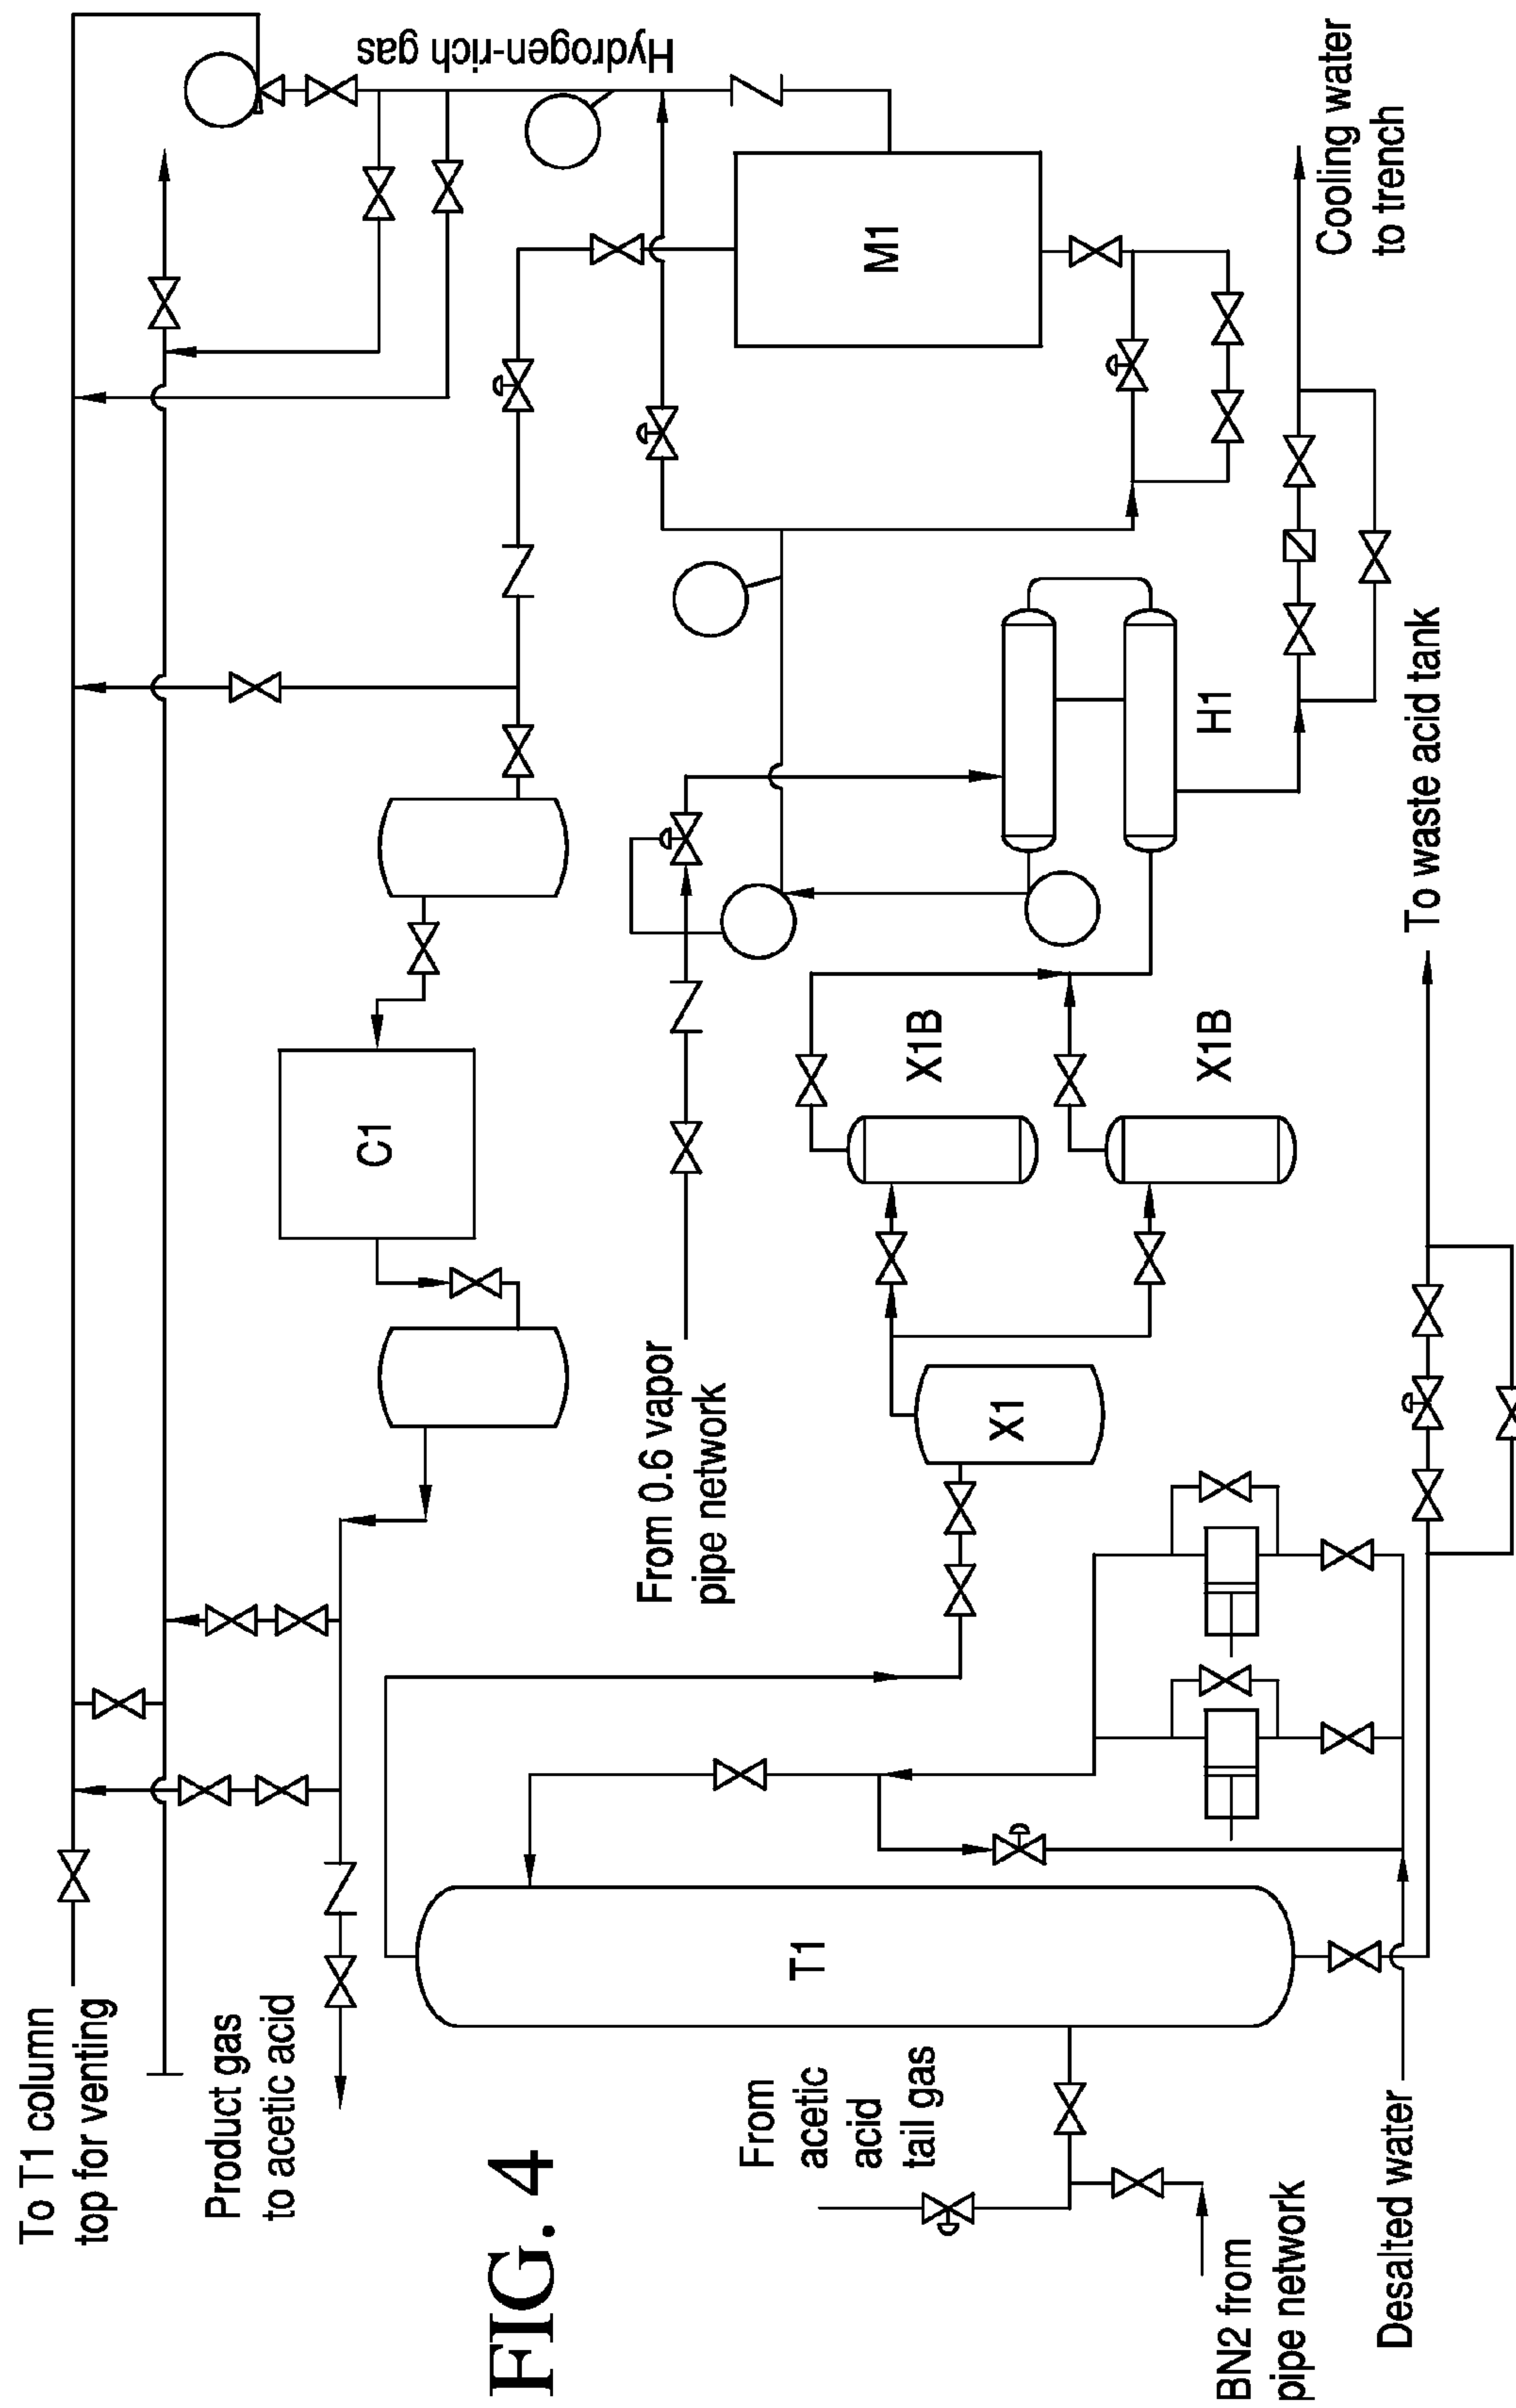 To T1 column
top for venting
Product gas
to acetic acid
FIG. 4
From
acetic
acid
tail gas
BN2 from
pipe network
Desalted water
T1
From 0.6 vapor
pipe network
X1
C1
X1B
X1B
H1
To waste acid tank
M1
Hydrogen-rich gas
Cooling water
to trench